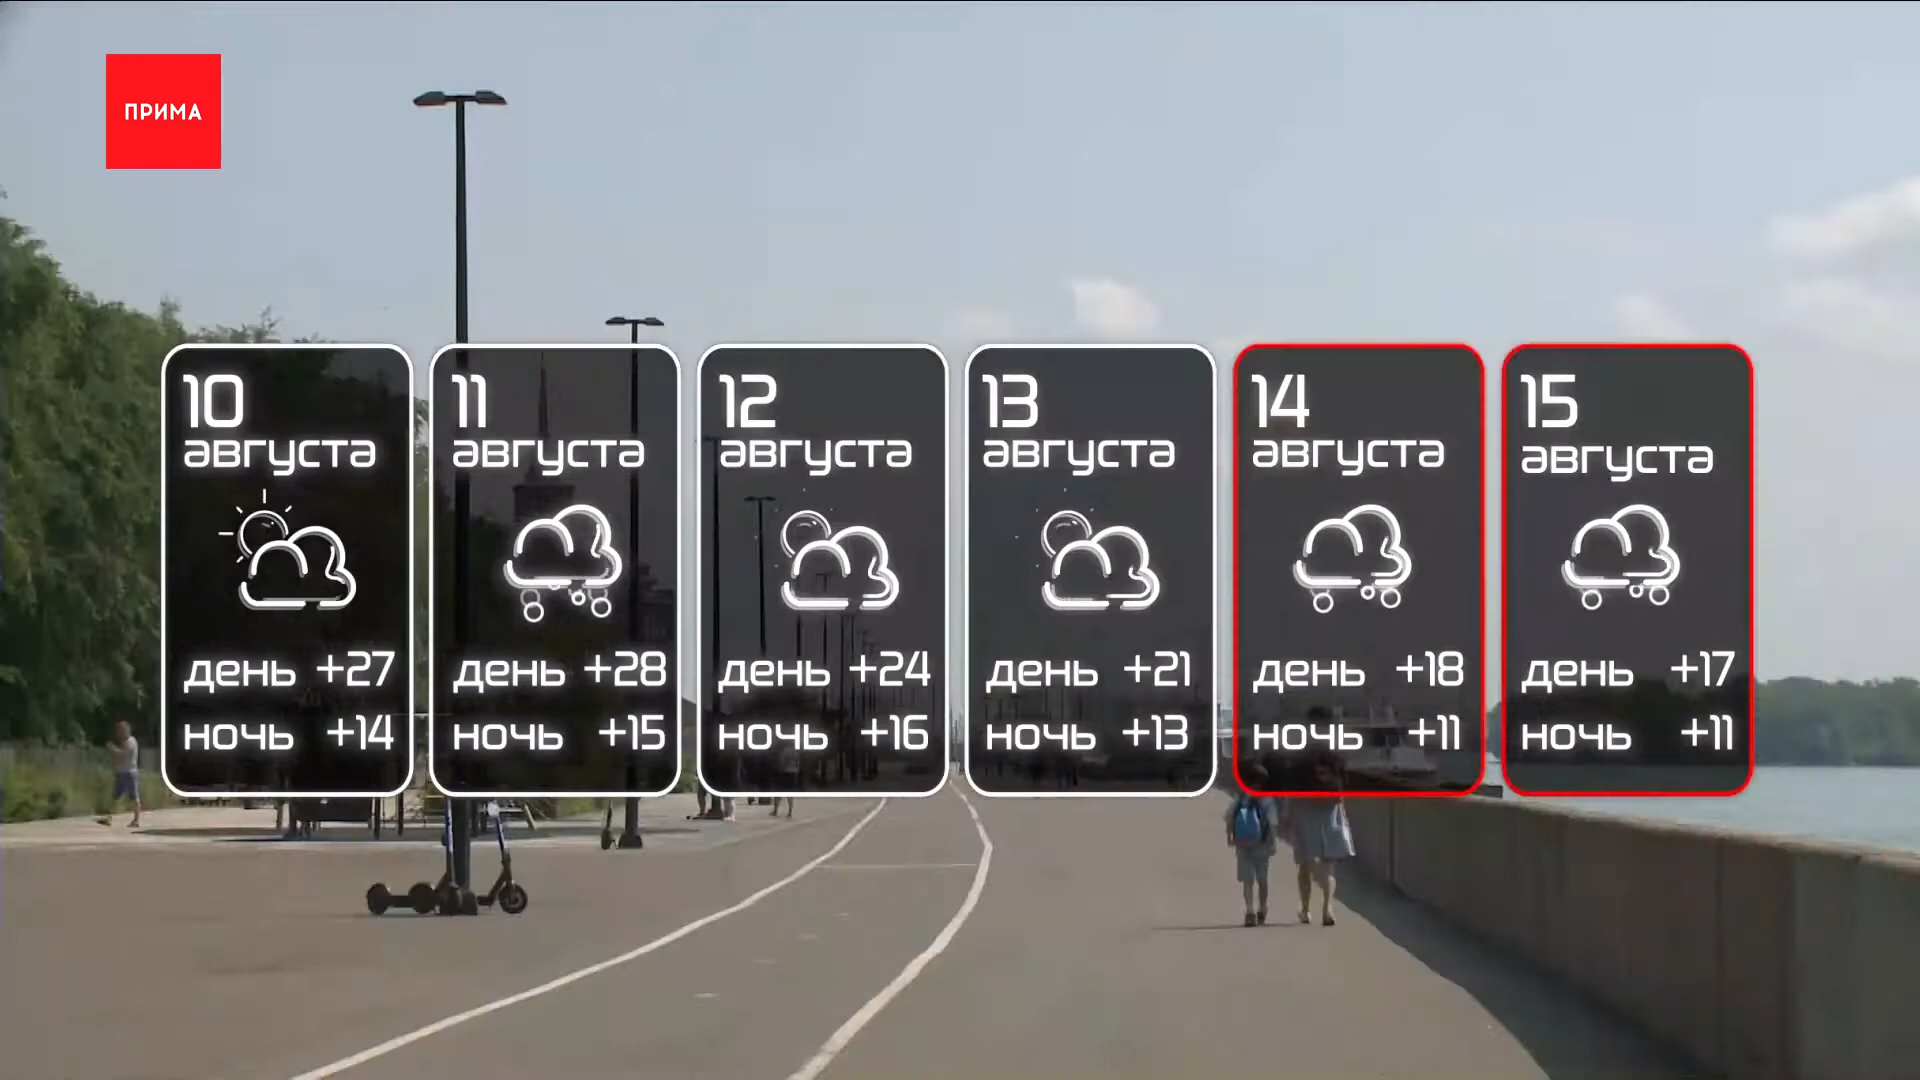 ПРИМА
10
августа
день +27
ночь +14
11
августа
день +28
ночь +15
12
августа
день +24
ночь +16
13
августа
день +21
ночь +13
14
августа
день +18
ночь +11
15
августа
день +17
ночь +11